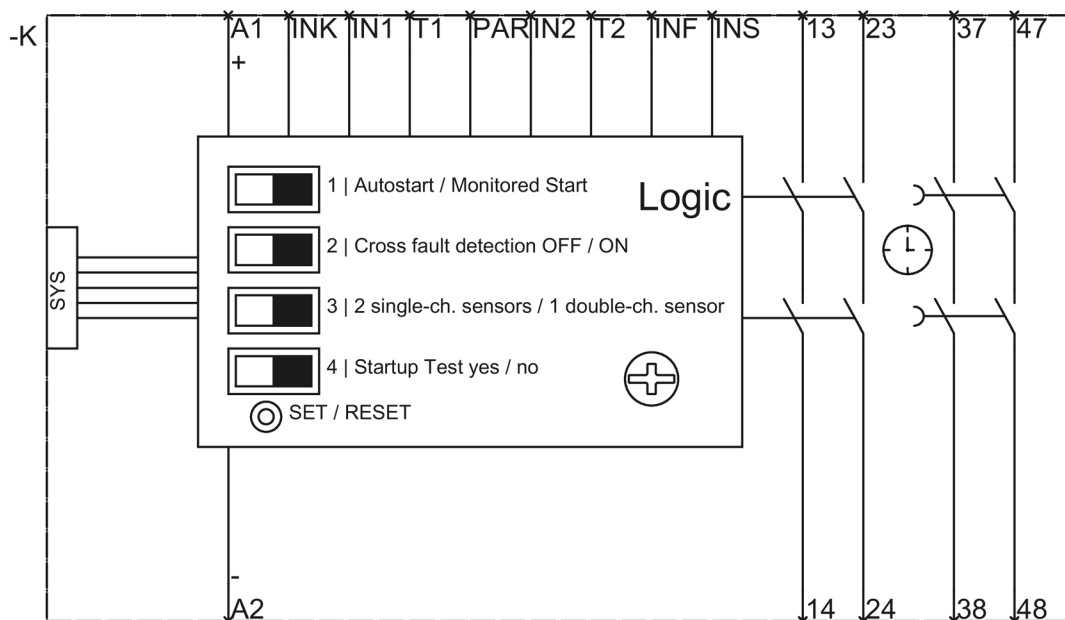 -K A1 INK IN1 T1 PAR IN2 T2 INF INS 13 23 37 47
+
1 | Autostart / Monitored Start
Logic
2 | Cross fault detection OFF / ON
SYS
3 | 2 single-ch. sensors / 1 double-ch. sensor
4 | Startup Test yes / no
SET / RESET
-
A2 14 24 38 48